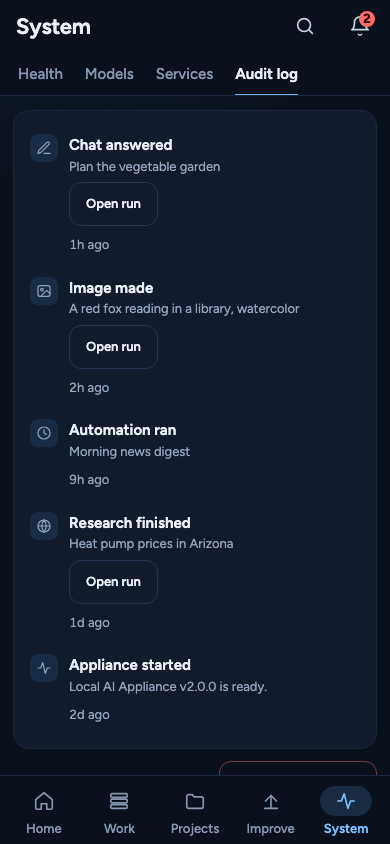 System
2
Health Models Services Audit log
Chat answered
Plan the vegetable garden
Open run
1h ago
Image made
A red fox reading in a library, watercolor
Open run
2h ago
Automation ran
Morning news digest
9h ago
Research finished
Heat pump prices in Arizona
Open run
1d ago
Appliance started
Local AI Appliance v2.0.0 is ready.
2d ago
Home Work Projects Improve System